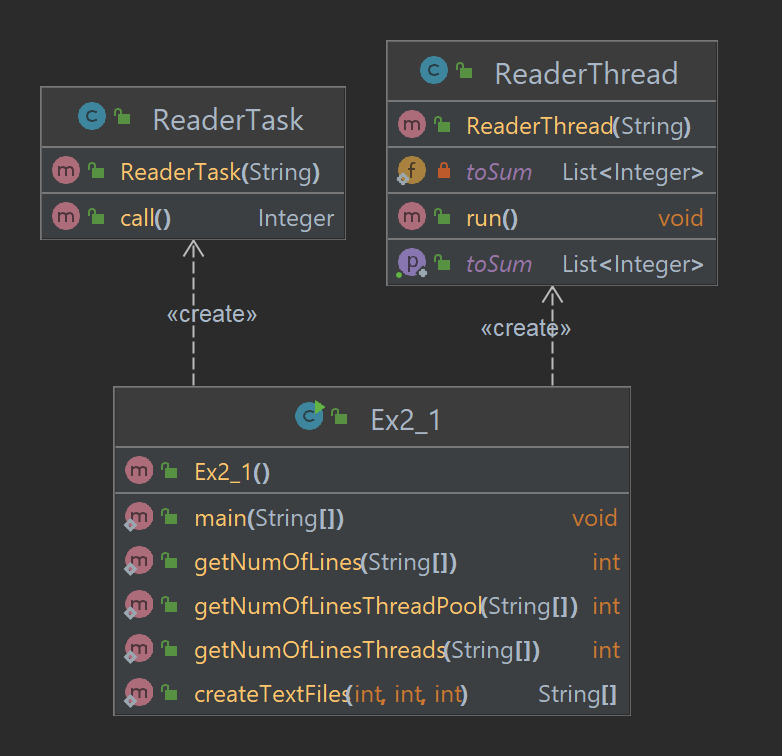 ReaderTask
ReaderTask(String)
call() Integer
ReaderThread
ReaderThread(String)
toSum List<Integer>
run() void
toSum List<Integer>
«create»
«create»
Ex2_1
Ex2_1()
main(String[]) void
getNumOfLines(String[]) int
getNumOfLinesThreadPool(String[]) int
getNumOfLinesThreads(String[]) int
createTextFiles(int, int, int) String[]